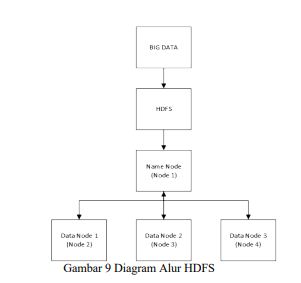 BIG DATA
HDFS
Name Node
(Node 1)
Data Node 1
(Node 2)
Data Node 2
(Node 3)
Data Node 3
(Node 4)
Gambar 9 Diagram Alur HDFS